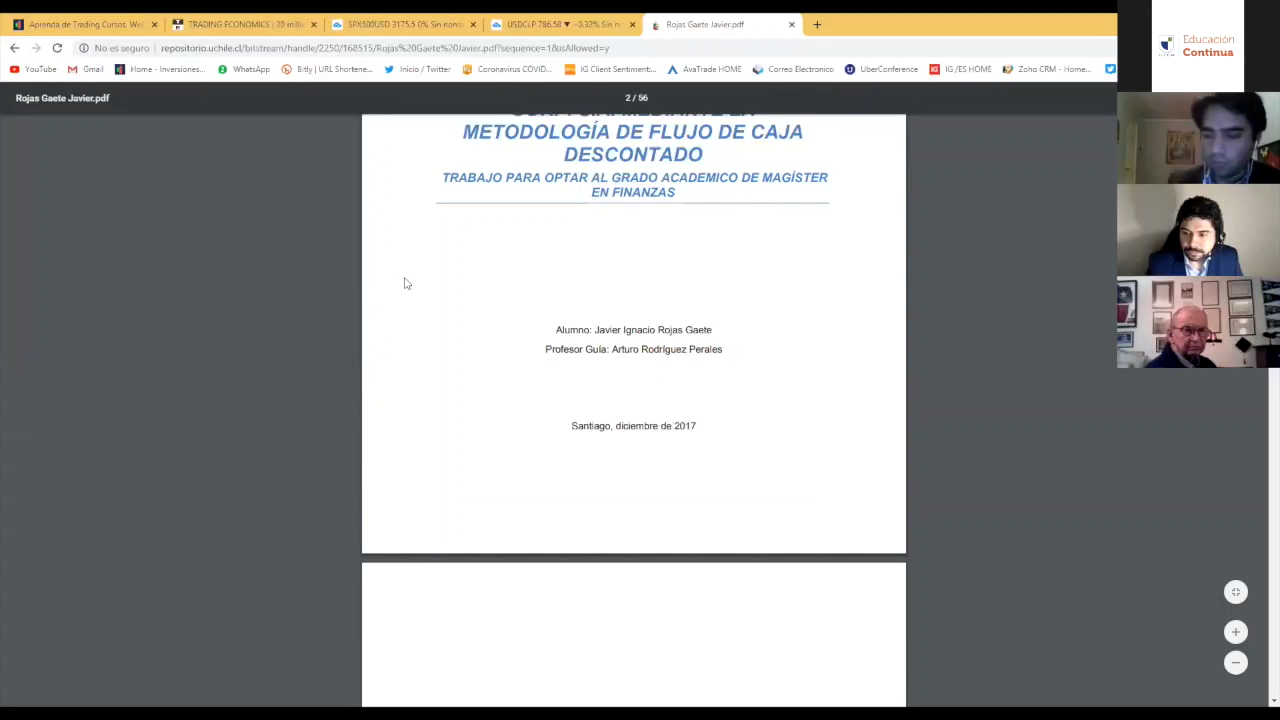 Aprenda de Trading Cursos, Wel
TRADING ECONOMICS | 20 millio
SPX500USD 3175.5 0% Sin nomb
USDCLP 786.58 ▼ −0.32% Sin n
Rojas Gaete Javier.pdf
No es seguro
repositorio.uchile.cl/bitstream/handle/2250/168515/Rojas%20Gaete%20Javier.pdf?sequence=1&isAllowed=y
YouTube
Gmail
Home - Inversiones...
WhatsApp
Bitly | URL Shortene...
Inicio / Twitter
Coronavirus COVID...
IG Client Sentiment:...
AvaTrade HOME
Correo Electronico
UberConference
IG /ES HOME
Zoho CRM - Home...
Educación
Continua
Rojas Gaete Javier.pdf
2 / 56
METODOLOGÍA DE FLUJO DE CAJA
DESCONTADO
TRABAJO PARA OPTAR AL GRADO ACADEMICO DE MAGÍSTER
EN FINANZAS
Alumno: Javier Ignacio Rojas Gaete
Profesor Guía: Arturo Rodríguez Perales
Santiago, diciembre de 2017